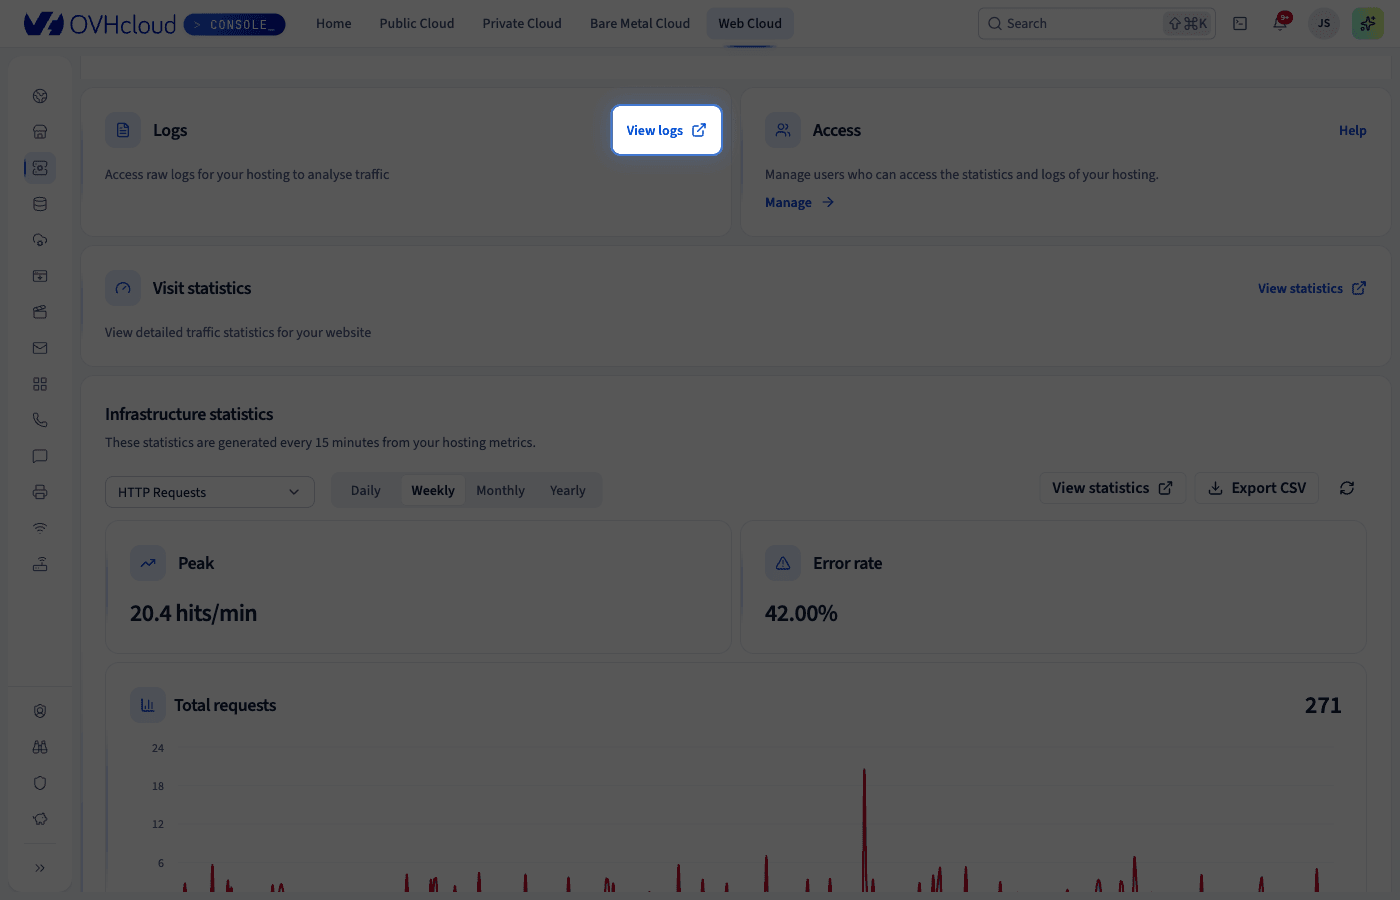 OVHcloud > CONSOLE_ Home Public Cloud Private Cloud Bare Metal Cloud Web Cloud Search ⇧⌘K 9+ JS
Logs View logs
Access raw logs for your hosting to analyse traffic
Access Help
Manage users who can access the statistics and logs of your hosting.
Manage
Visit statistics View statistics
View detailed traffic statistics for your website
Infrastructure statistics
These statistics are generated every 15 minutes from your hosting metrics.
HTTP Requests Daily Weekly Monthly Yearly View statistics Export CSV
Peak
20.4 hits/min
Error rate
42.00%
Total requests 271
24
18
12
6